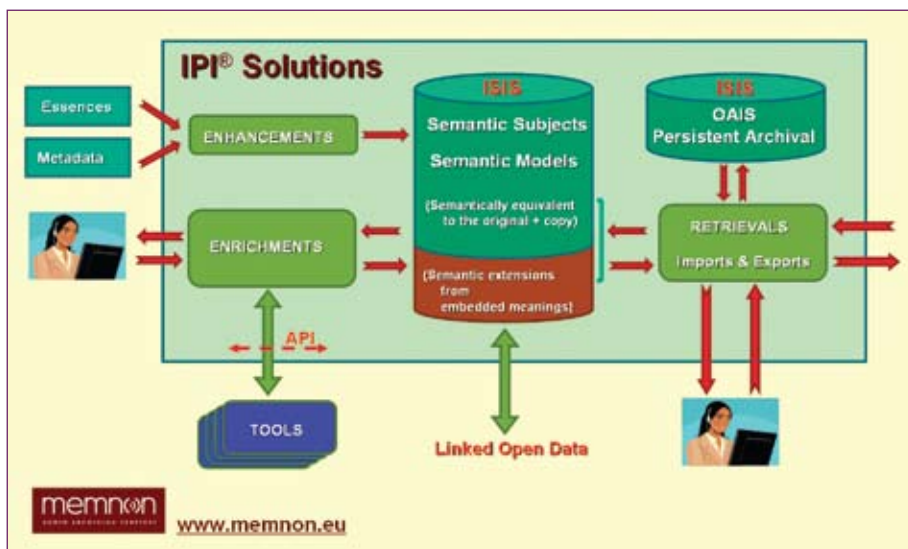 IPI® Solutions
Essences
Metadata
ENHANCEMENTS
ENRICHMENTS
API
TOOLS
ISIS
Semantic Subjects
Semantic Models
(Semantically equivalent
to the original + copy)
(Semantic extensions
from
embedded meanings)
Linked Open Data
ISIS
OAIS
Persistent Archival
RETRIEVALS
Imports & Exports
memnon
www.memnon.eu